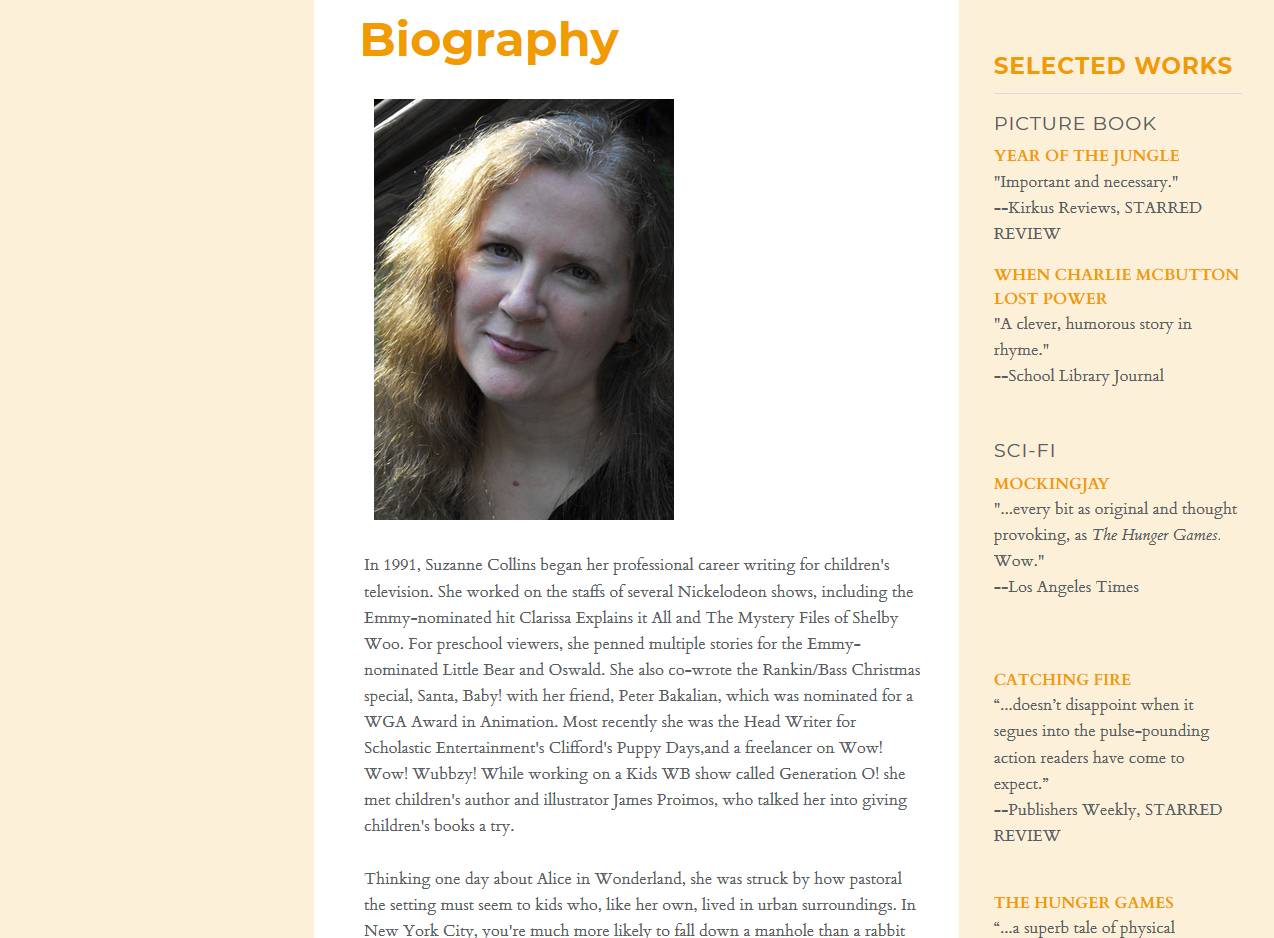 Biography
In 1991, Suzanne Collins began her professional career writing for children's
television. She worked on the staffs of several Nickelodeon shows, including the
Emmy-nominated hit Clarissa Explains it All and The Mystery Files of Shelby
Woo. For preschool viewers, she penned multiple stories for the Emmy-
nominated Little Bear and Oswald. She also co-wrote the Rankin/Bass Christmas
special, Santa, Baby! with her friend, Peter Bakalian, which was nominated for a
WGA Award in Animation. Most recently she was the Head Writer for
Scholastic Entertainment's Clifford's Puppy Days,and a freelancer on Wow!
Wow! Wubbzy! While working on a Kids WB show called Generation O! she
met children's author and illustrator James Proimos, who talked her into giving
children's books a try.
Thinking one day about Alice in Wonderland, she was struck by how pastoral
the setting must seem to kids who, like her own, lived in urban surroundings. In
New York City, you're much more likely to fall down a manhole than a rabbit
SELECTED WORKS
PICTURE BOOK
YEAR OF THE JUNGLE
"Important and necessary."
--Kirkus Reviews, STARRED
REVIEW
WHEN CHARLIE MCBUTTON
LOST POWER
"A clever, humorous story in
rhyme."
--School Library Journal
SCI-FI
MOCKINGJAY
"...every bit as original and thought
provoking, as The Hunger Games.
Wow."
--Los Angeles Times
CATCHING FIRE
“...doesn’t disappoint when it
segues into the pulse-pounding
action readers have come to
expect.”
--Publishers Weekly, STARRED
REVIEW
THE HUNGER GAMES
“...a superb tale of physical